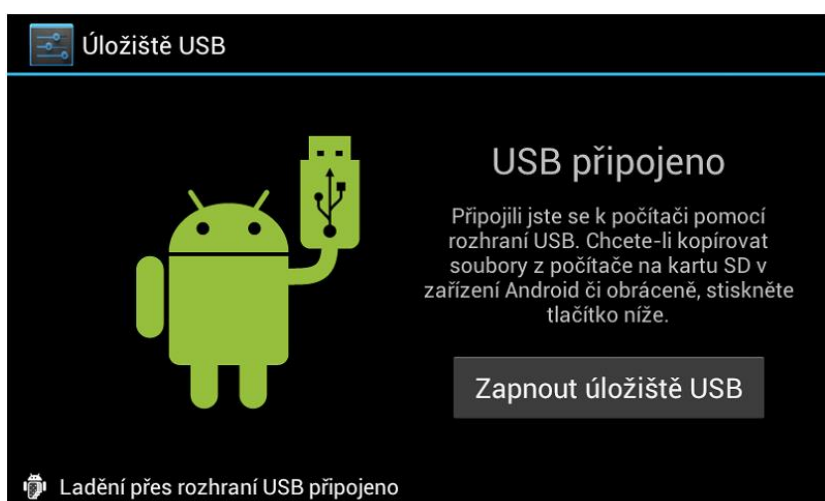 Úložiště USB
USB připojeno
Připojili jste se k počítači pomocí
rozhraní USB. Chcete-li kopírovat
soubory z počítače na kartu SD v
zařízení Android či obráceně, stiskněte
tlačítko níže.
Zapnout úložiště USB
Ladění přes rozhraní USB připojeno